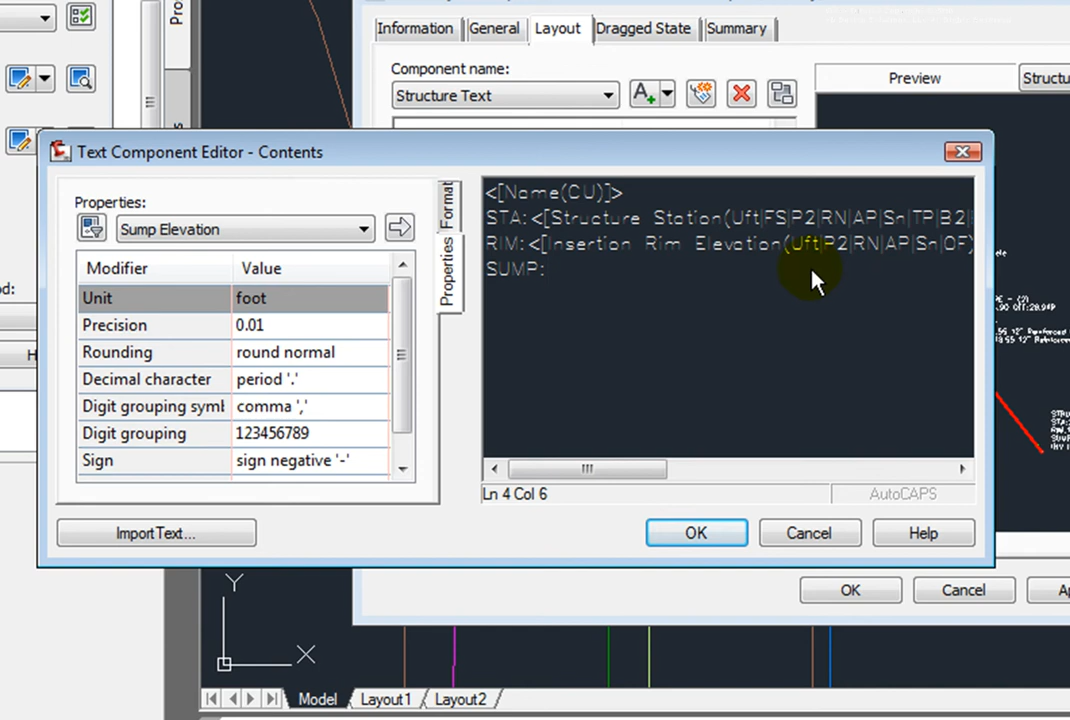 Information
General
Layout
Dragged State
Summary
Component name:
Preview
Structure Text
Text Component Editor - Contents
Properties:
Sump Elevation
Modifier Value
Unit foot
Precision 0.01
Rounding round normal
Decimal character period '.'
Digit grouping symb comma ','
Digit grouping 123456789
Sign sign negative '-'
Format
Properties
<[Name(CU)]>
STA:<[Structure Station(Uft|FS|P2|RN|AP|Sn|TP|B2|
RIM:<[Insertion Rim Elevation(Uft|P2|RN|AP|Sn|OF)
SUMP:
Ln 4 Col 6
AutoCAPS
ImportText...
OK
Cancel
Help
OK
Cancel
Y
X
Model
Layout1
Layout2